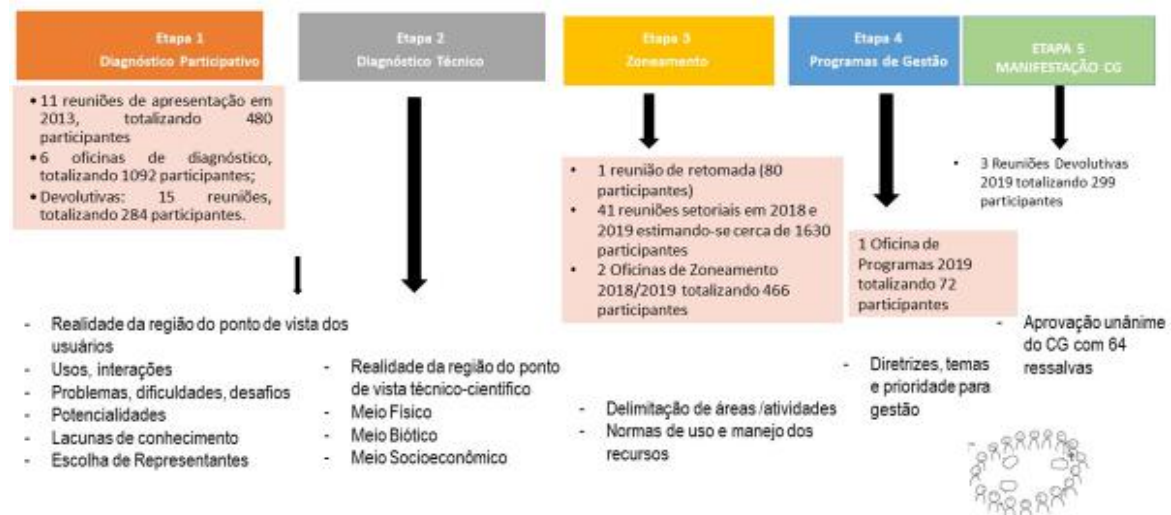 Etapa 1
Diagnóstico Participativo
• 11 reuniões de apresentação em
2013, totalizando 480
participantes
• 6 oficinas de diagnóstico,
totalizando 1092 participantes;
• Devolutivas: 15 reuniões,
totalizando 284 participantes.
- Realidade da região do ponto de vista dos
usuários
- Usos, interações
- Problemas, dificuldades, desafios
- Potencialidades
- Lacunas de conhecimento
- Escolha de Representantes
Etapa 2
Diagnóstico Técnico
- Realidade da região do ponto
de vista técnico-científico
- Meio Físico
- Meio Biótico
- Meio Socioeconômico
Etapa 3
Zoneamento
• 1 reunião de retomada (80
participantes)
• 41 reuniões setoriais em 2018 e
2019 estimando-se cerca de 1630
participantes
• 2 Oficinas de Zoneamento
2018/2019 totalizando 466
participantes
- Delimitação de áreas /atividades
- Normas de uso e manejo dos
recursos
Etapa 4
Programas de Gestão
1 Oficina de
Programas 2019
totalizando 72
participantes
- Diretrizes, temas
e prioridade para
gestão
ETAPA 5
MANIFESTAÇÃO CG
• 3 Reuniões Devolutivas
2019 totalizando 299
participantes
- Aprovação unânime
do CG com 64
ressalvas